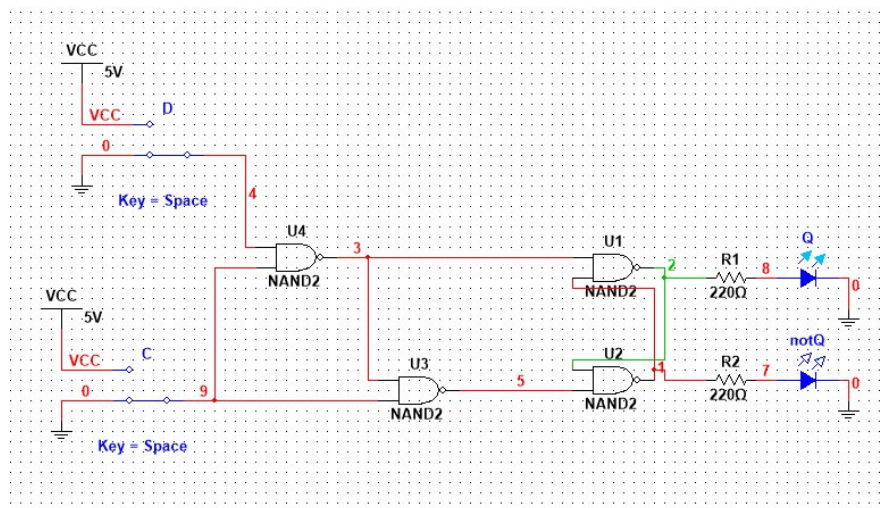 VCC
5V
VCC
D
0
Key = Space
4
U4
3
NAND2
U1
2
NAND2
R1
8
220Ω
Q
0
VCC
5V
VCC
C
0
9
Key = Space
U3
5
NAND2
U2
1
NAND2
R2
7
220Ω
notQ
0